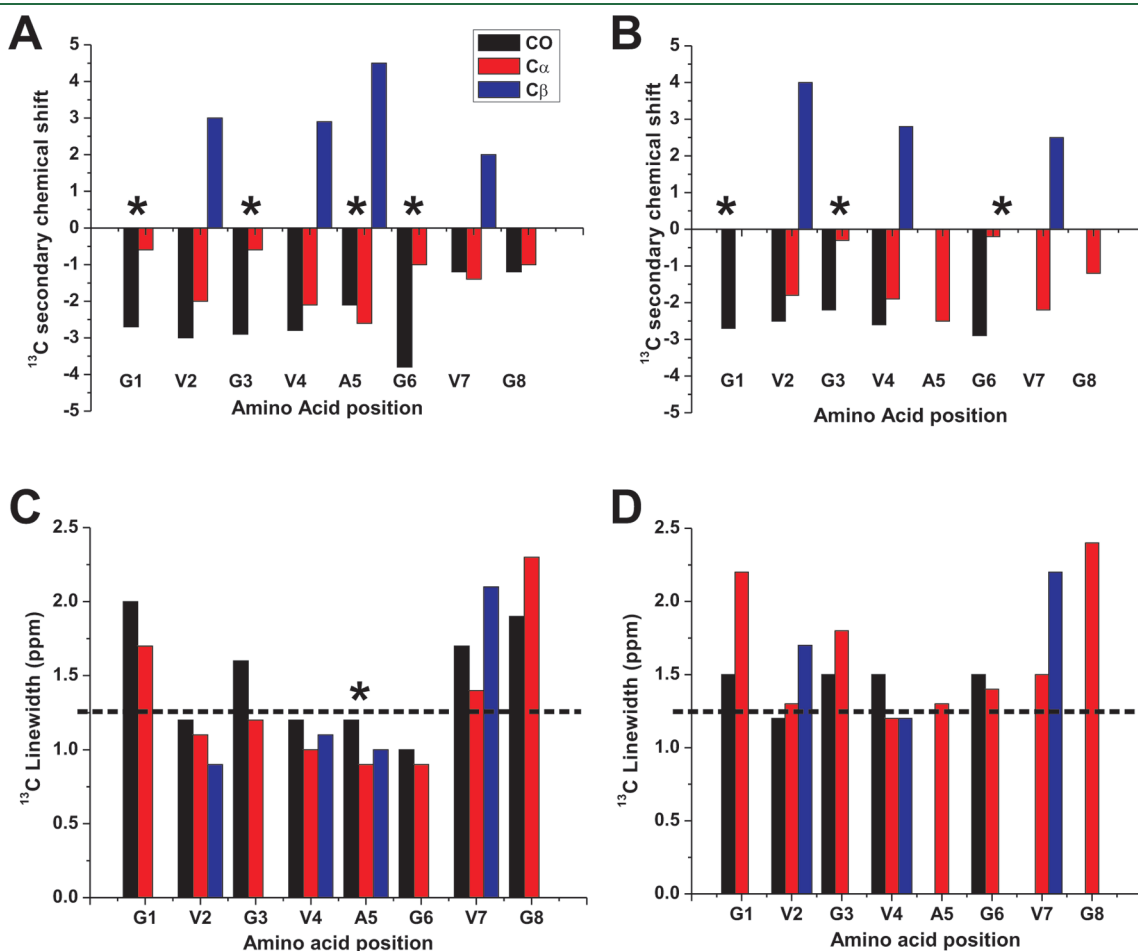 A
B
CO
Cα
Cβ
¹³C secondary chemical shift
5
4
3
2
1
0
-1
-2
-3
-4
-5
* * * *
G1 V2 G3 V4 A5 G6 V7 G8
Amino Acid position
¹³C secondary chemical shift
5
4
3
2
1
0
-1
-2
-3
-4
-5
* * *
G1 V2 G3 V4 A5 G6 V7 G8
Amino Acid position
C
D
¹³C Linewidth (ppm)
2.5
2.0
1.5
1.0
0.5
0.0
*
G1 V2 G3 V4 A5 G6 V7 G8
Amino acid position
¹³C Linewidth (ppm)
2.5
2.0
1.5
1.0
0.5
0.0
G1 V2 G3 V4 A5 G6 V7 G8
Amino acid position